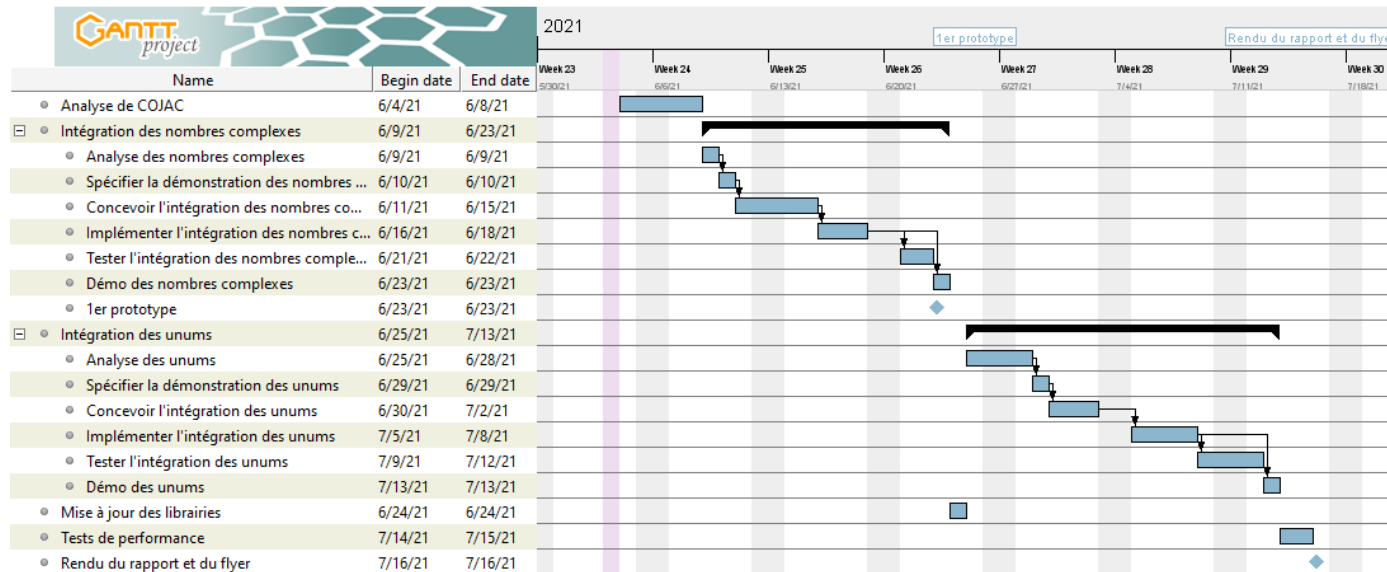 GANTT
project
2021
1er prototype
Rendu du rapport et du flye
Name Begin date End date
Week 23 Week 24 Week 25 Week 26 Week 27 Week 28 Week 29 Week 30
5/30/21 6/6/21 6/13/21 6/20/21 6/27/21 7/4/21 7/11/21 7/18/21
Analyse de COJAC 6/4/21 6/8/21
Intégration des nombres complexes 6/9/21 6/23/21
Analyse des nombres complexes 6/9/21 6/9/21
Spécifier la démonstration des nombres ... 6/10/21 6/10/21
Concevoir l'intégration des nombres co... 6/11/21 6/15/21
Implémenter l'intégration des nombres c... 6/16/21 6/18/21
Tester l'intégration des nombres comple... 6/21/21 6/22/21
Démo des nombres complexes 6/23/21 6/23/21
1er prototype 6/23/21 6/23/21
Intégration des unums 6/25/21 7/13/21
Analyse des unums 6/25/21 6/28/21
Spécifier la démonstration des unums 6/29/21 6/29/21
Concevoir l'intégration des unums 6/30/21 7/2/21
Implémenter l'intégration des unums 7/5/21 7/8/21
Tester l'intégration des unums 7/9/21 7/12/21
Démo des unums 7/13/21 7/13/21
Mise à jour des librairies 6/24/21 6/24/21
Tests de performance 7/14/21 7/15/21
Rendu du rapport et du flyer 7/16/21 7/16/21